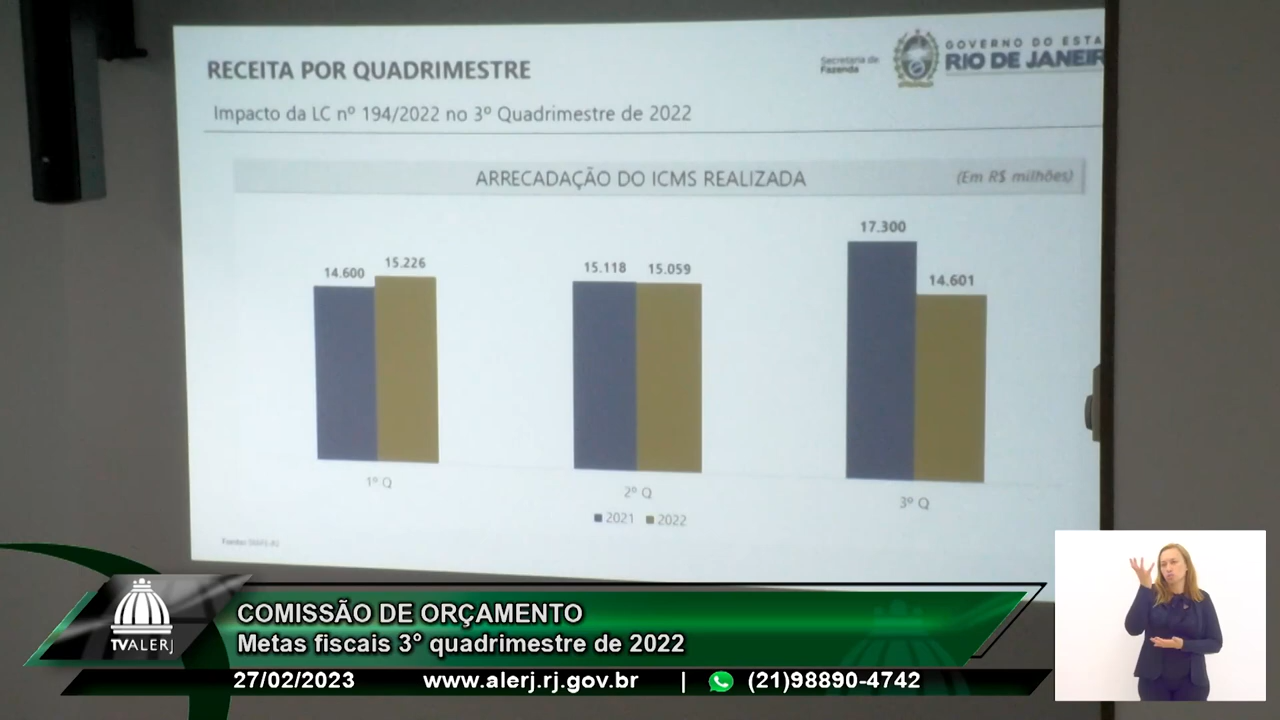 RECEITA POR QUADRIMESTRE
Secretaria de
Fazenda
GOVERNO DO ESTA
RIO DE JANEIR
Impacto da LC nº 194/2022 no 3º Quadrimestre de 2022
ARRECADAÇÃO DO ICMS REALIZADA
(Em R$ milhões)
14.600
15.226
15.118
15.059
17.300
14.601
1º Q
2º Q
3º Q
2021
2022
TVALERJ
COMISSÃO DE ORÇAMENTO
Metas fiscais 3° quadrimestre de 2022
27/02/2023
www.alerj.rj.gov.br
|
(21)98890-4742